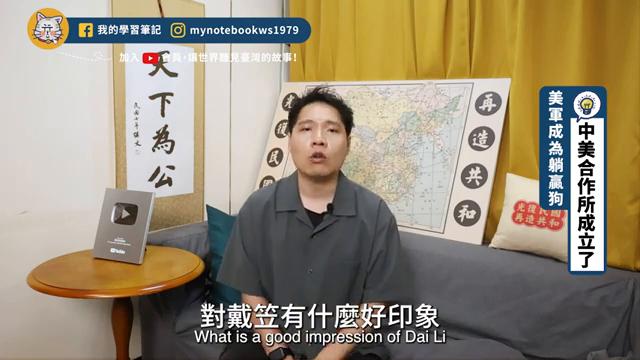 我的學習筆記
mynotebookws1979
加入
會員，讓世界聽見臺灣的故事！
天下為公
光復民
再造共和
光復民國
再造共和
中美合作所成立了
美軍成為躺贏狗
對戴笠有什麼好印象
What is a good impression of Dai Li